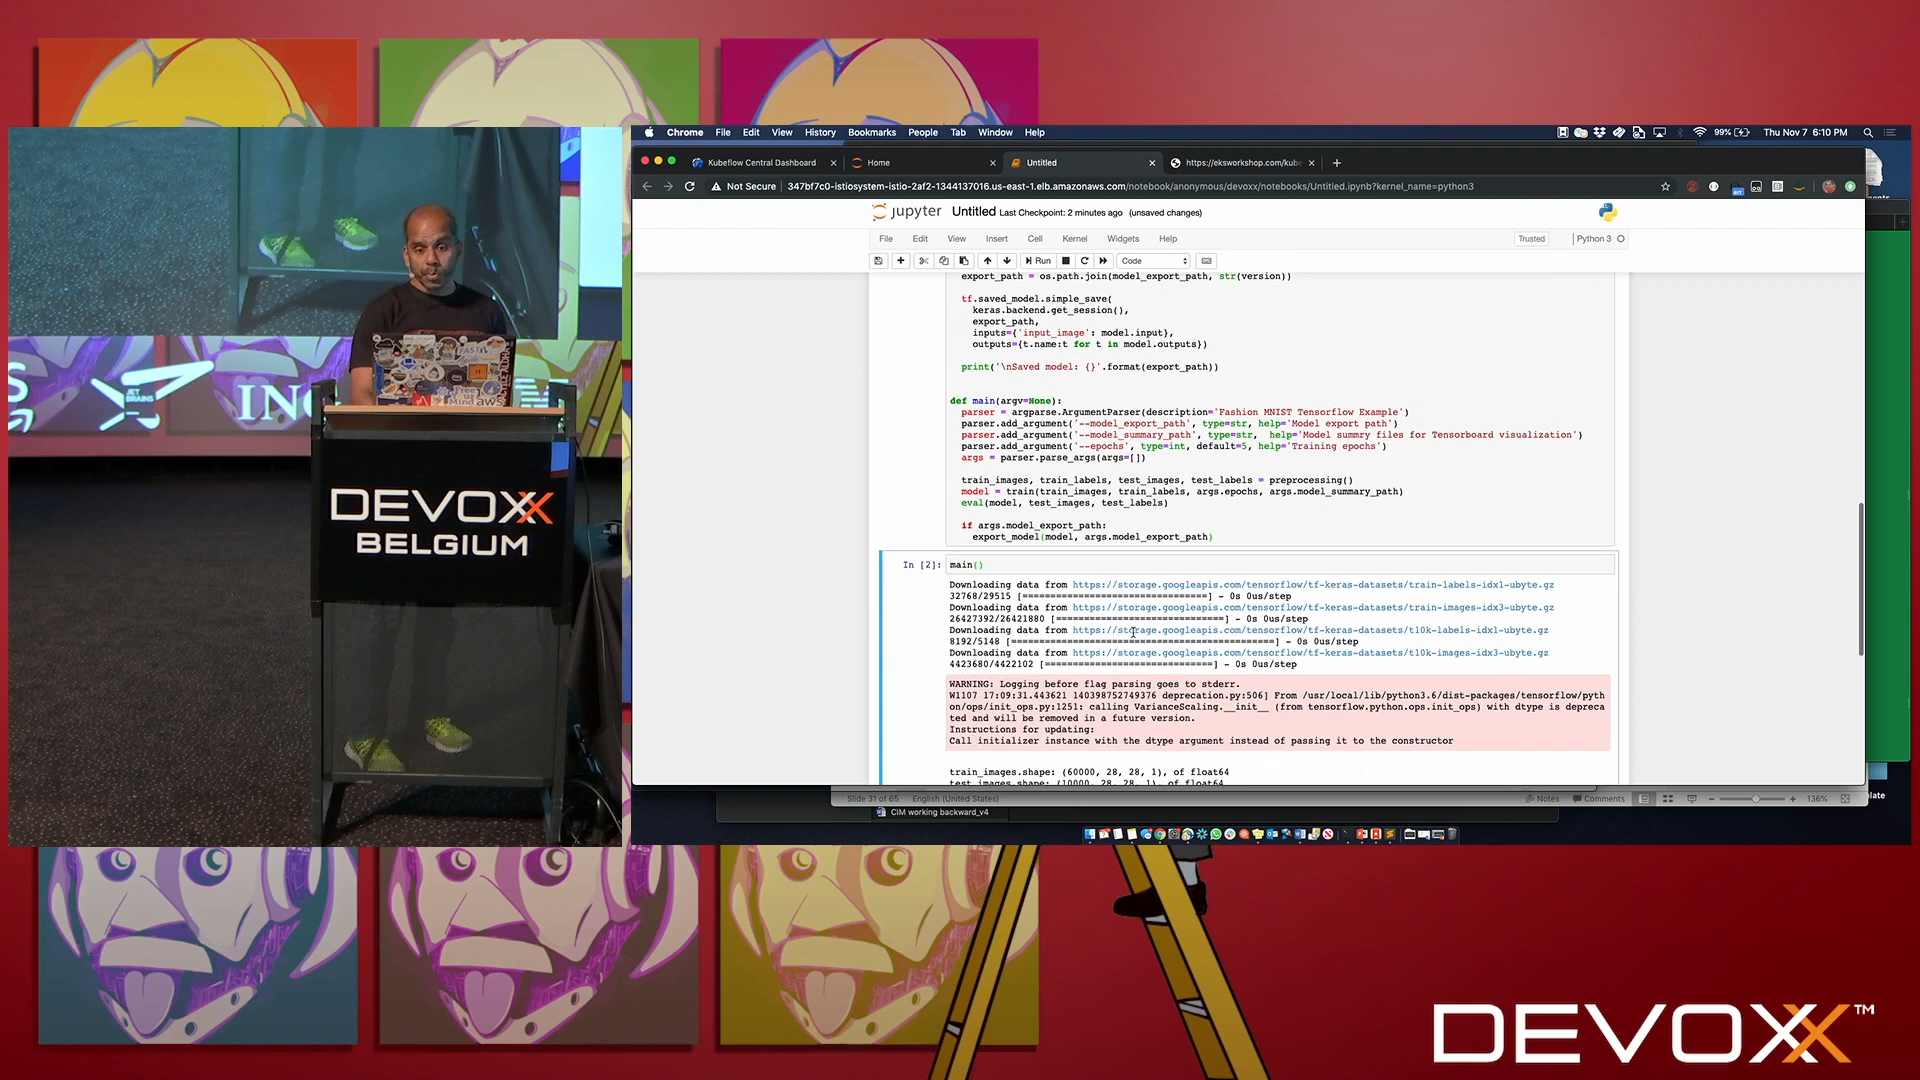 Chrome File Edit View History Bookmarks People Tab Window Help
99% Thu Nov 7 6:10 PM
Kubeflow Central Dashboard
Home
Untitled
https://eksworkshop.com/kube
Not Secure 347bf7c0-istiosystem-istio-2af2-1344137016.us-east-1.elb.amazonaws.com/notebook/anonymous/devoxx/notebooks/Untitled.ipynb?kernel_name=python3
jupyter Untitled Last Checkpoint: 2 minutes ago (unsaved changes)
File Edit View Insert Cell Kernel Widgets Help
Trusted Python 3
Run Code
export_path = os.path.join(model_export_path, str(version))
tf.saved_model.simple_save(
keras.backend.get_session(),
export_path,
inputs={'input_image': model.input},
outputs={t.name:t for t in model.outputs})
print('\nSaved model: {}'.format(export_path))
def main(argv=None):
parser = argparse.ArgumentParser(description='Fashion MNIST Tensorflow Example')
parser.add_argument('--model_export_path', type=str, help='Model export path')
parser.add_argument('--model_summary_path', type=str, help='Model summry files for Tensorboard visualization')
parser.add_argument('--epochs', type=int, default=5, help='Training epochs')
args = parser.parse_args(args=[])
train_images, train_labels, test_images, test_labels = preprocessing()
model = train(train_images, train_labels, args.epochs, args.model_summary_path)
eval(model, test_images, test_labels)
if args.model_export_path:
export_model(model, args.model_export_path)
In [2]: main()
Downloading data from https://storage.googleapis.com/tensorflow/tf-keras-datasets/train-labels-idx1-ubyte.gz
32768/29515 [=================================] - 0s 0us/step
Downloading data from https://storage.googleapis.com/tensorflow/tf-keras-datasets/train-images-idx3-ubyte.gz
26427392/26421880 [==============================] - 0s 0us/step
Downloading data from https://storage.googleapis.com/tensorflow/tf-keras-datasets/t10k-labels-idx1-ubyte.gz
8192/5148 [===============================================] - 0s 0us/step
Downloading data from https://storage.googleapis.com/tensorflow/tf-keras-datasets/t10k-images-idx3-ubyte.gz
4423680/4422102 [==============================] - 0s 0us/step
WARNING: Logging before flag parsing goes to stderr.
W1107 17:09:31.443621 140398752749376 deprecation.py:506] From /usr/local/lib/python3.6/dist-packages/tensorflow/pyth
on/ops/init_ops.py:1251: calling VarianceScaling.__init__ (from tensorflow.python.ops.init_ops) with dtype is depreca
ted and will be removed in a future version.
Instructions for updating:
Call initializer instance with the dtype argument instead of passing it to the constructor
train_images.shape: (60000, 28, 28, 1), of float64
test_images.shape: (10000, 28, 28, 1), of float64
Slide 31 of 65 English (United States)
Notes Comments 136%
plate
CIM working backward_v4
JET
BRAINS
IN
aws
DEVOXX
BELGIUM
DEVOXX™